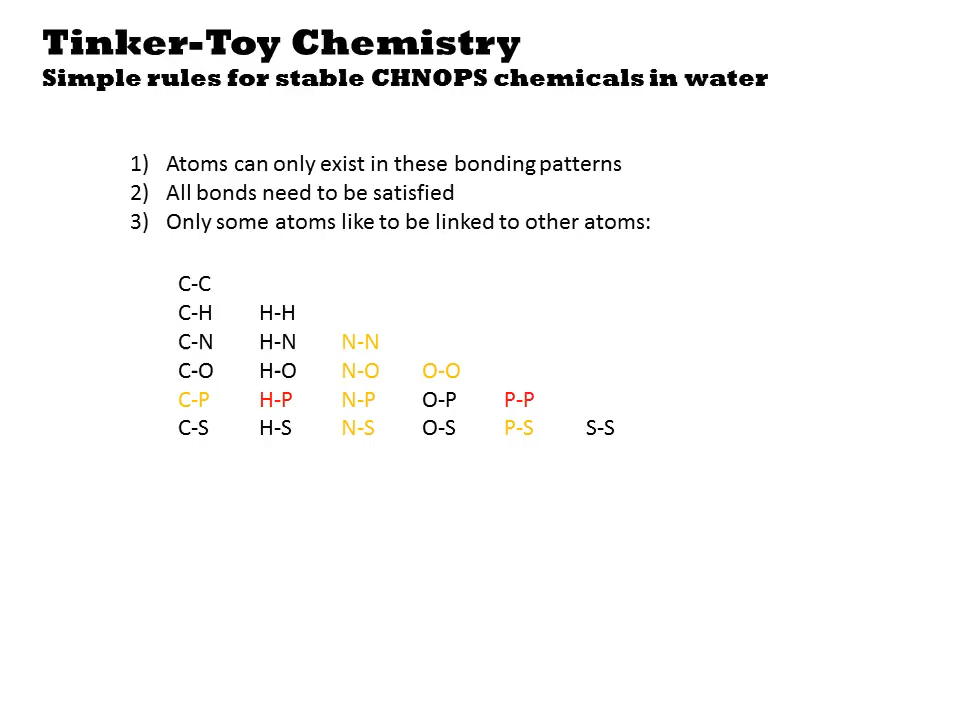 Tinker-Toy Chemistry
Simple rules for stable CHNOPS chemicals in water
1) Atoms can only exist in these bonding patterns
2) All bonds need to be satisfied
3) Only some atoms like to be linked to other atoms:
C-C
C-H H-H
C-N H-N N-N
C-O H-O N-O O-O
C-P H-P N-P O-P P-P
C-S H-S N-S O-S P-S S-S